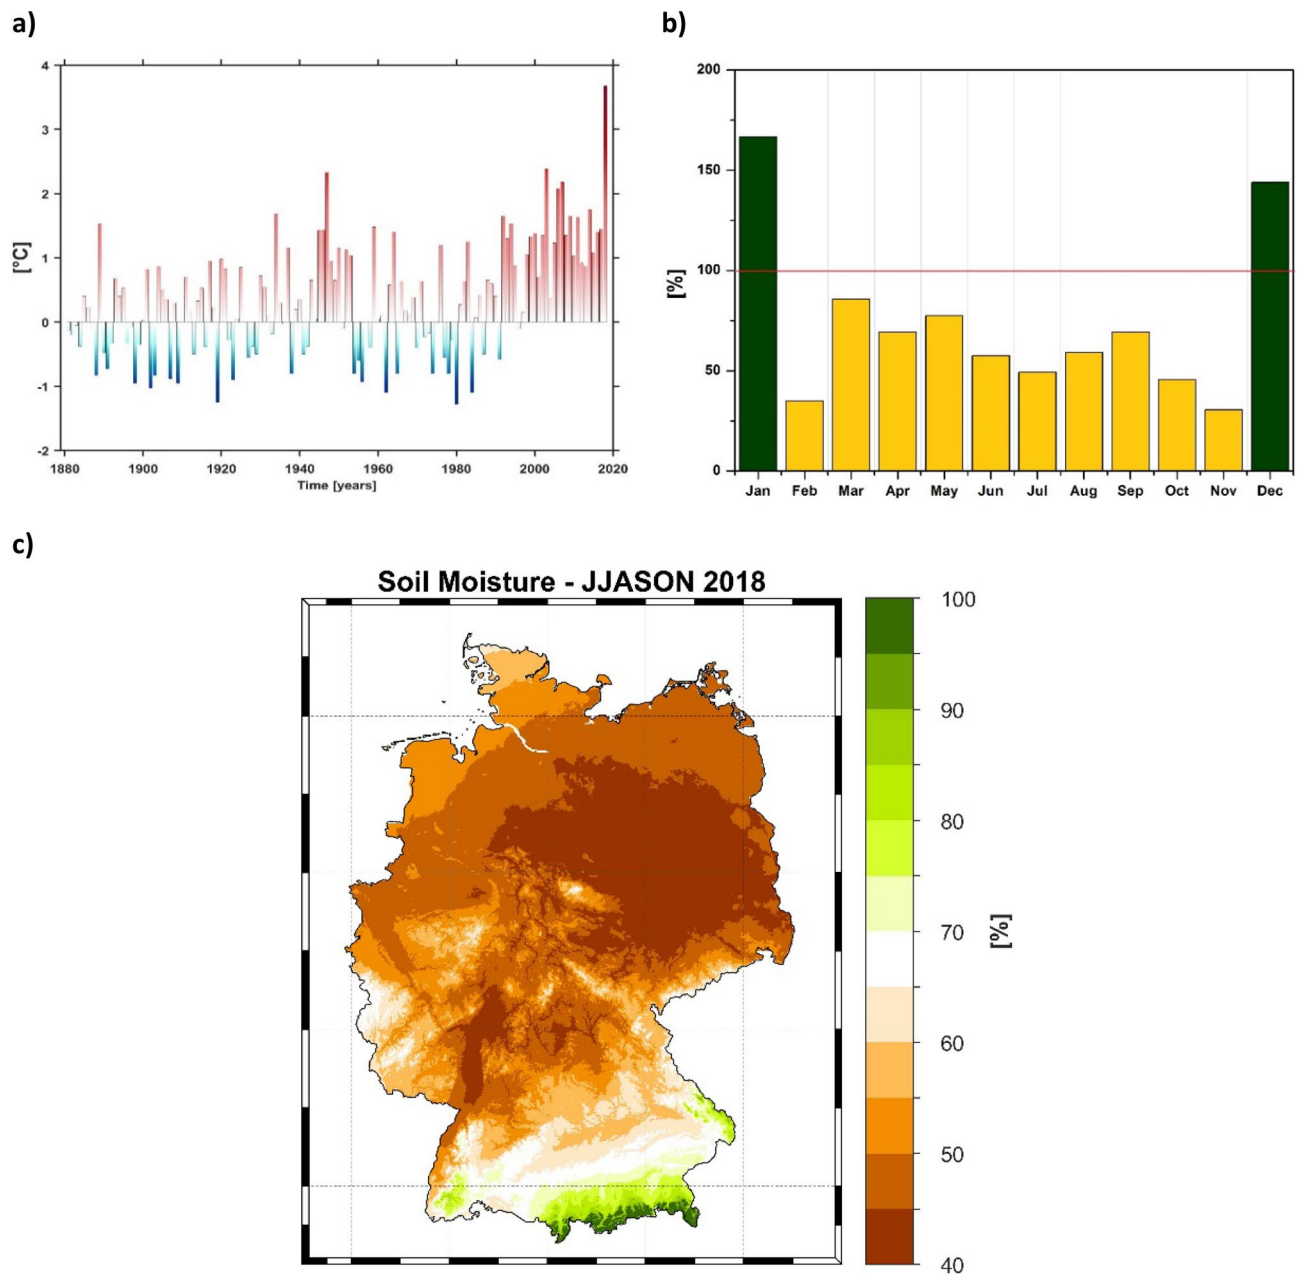 a)
b)
4
3
2
1
0
-1
-2
[°C]
1880 1900 1920 1940 1960 1980 2000 2020
Time [years]
200
150
100
50
0
[%]
Jan Feb Mar Apr May Jun Jul Aug Sep Oct Nov Dec
c)
Soil Moisture - JJASON 2018
100
90
80
70
60
50
40
[%]